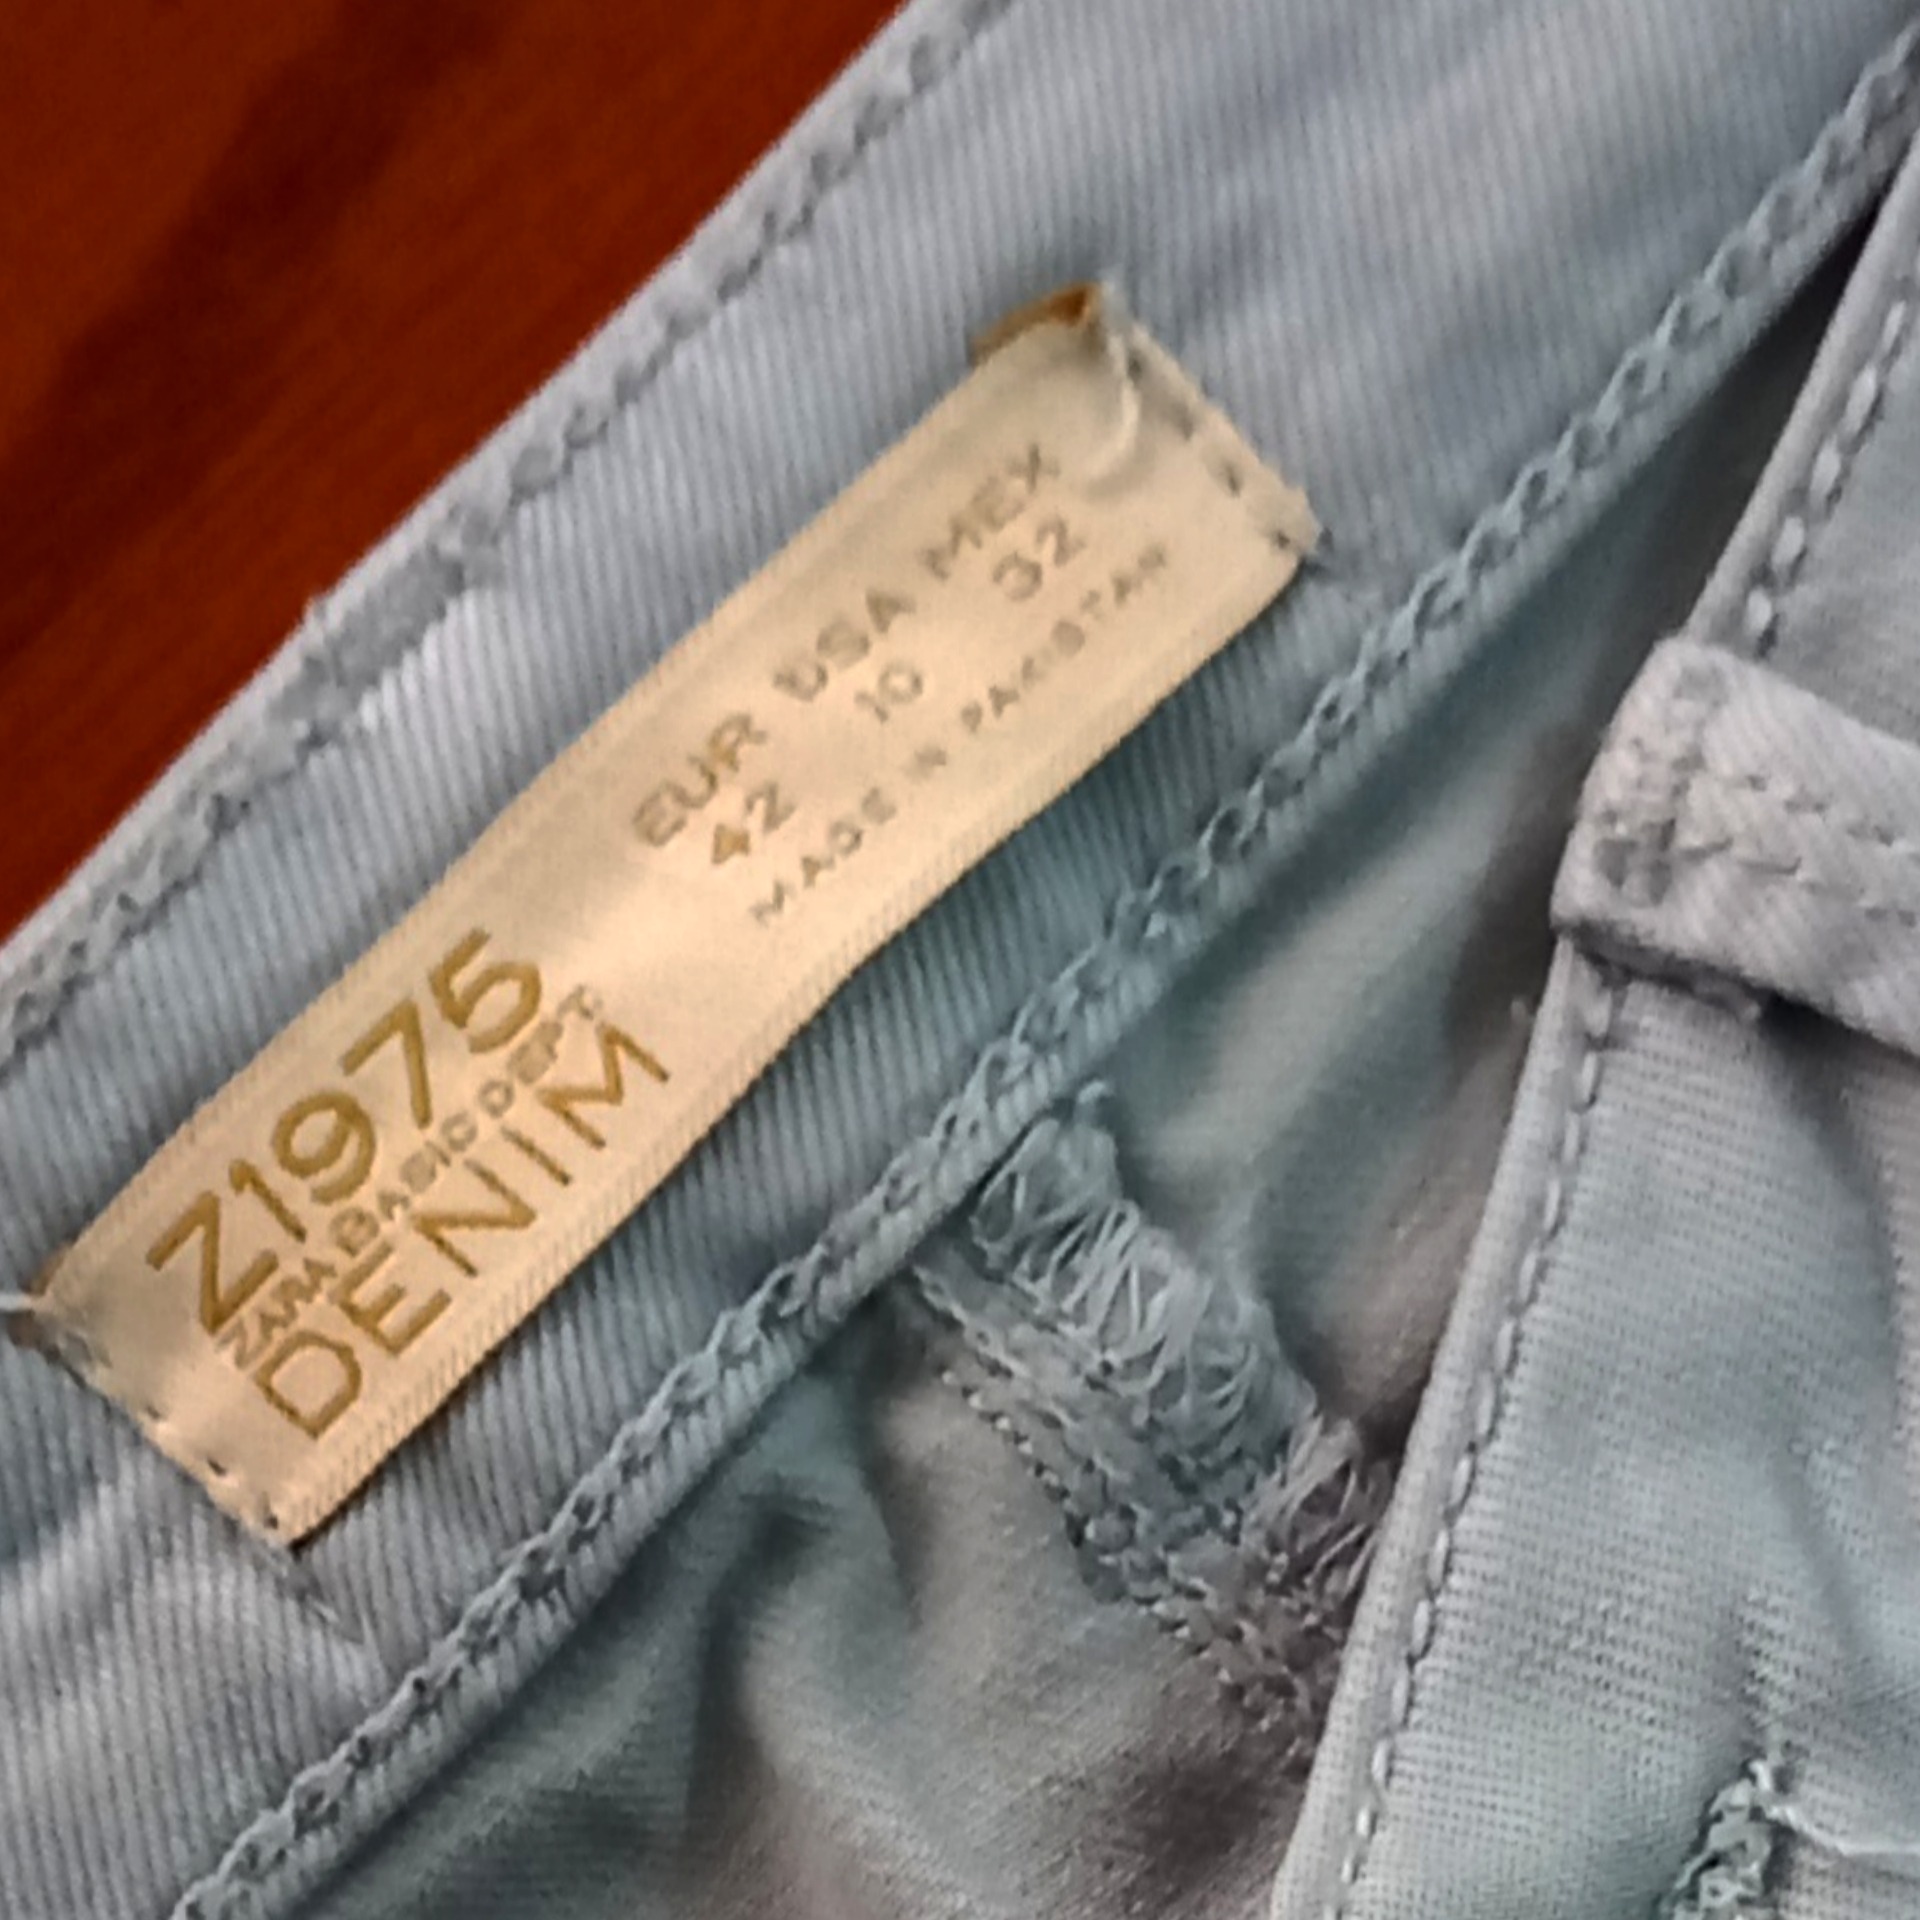 Z1975
ZARA BASIC DEPT.
DENIM
EUR USA MEX
42 10 32
MADE IN PAKISTAN